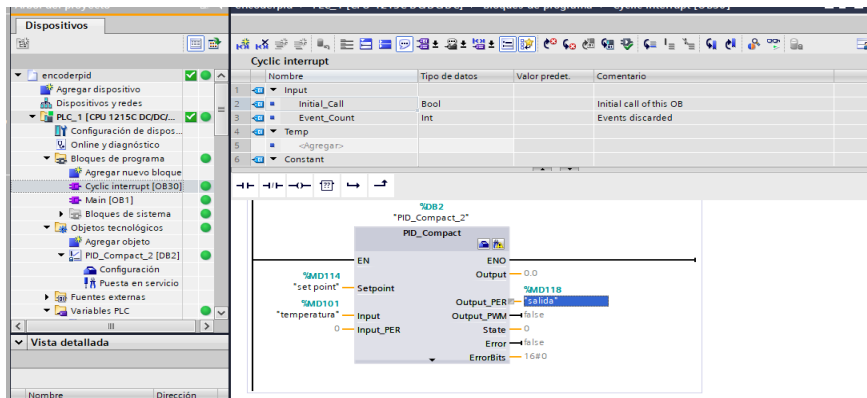 Dispositivos
encoderpid
Agregar dispositivo
Dispositivos y redes
PLC_1 [CPU 1215C DC/DC/...
Configuración de dispos...
Online y diagnóstico
Bloques de programa
Agregar nuevo bloque
Cyclic interrupt [OB30]
Main [OB1]
Bloques de sistema
Objetos tecnológicos
Agregar objeto
PID_Compact_2 [DB2]
Configuración
Puesta en servicio
Fuentes externas
Variables PLC
Vista detallada
Nombre Dirección
Cyclic interrupt
Nombre Tipo de datos Valor predet. Comentario
1 Input
2 Initial_Call Bool Initial call of this OB
3 Event_Count Int Events discarded
4 Temp
5 <Agregar>
6 Constant
%DB2
"PID_Compact_2"
PID_Compact
EN ENO
Output 0.0
%MD114
"set point" Setpoint
%MD118
Output_PER "salida"
%MD101
"temperatura" Input
Output_PWM false
0 Input_PER
State 0
Error false
ErrorBits 16#0